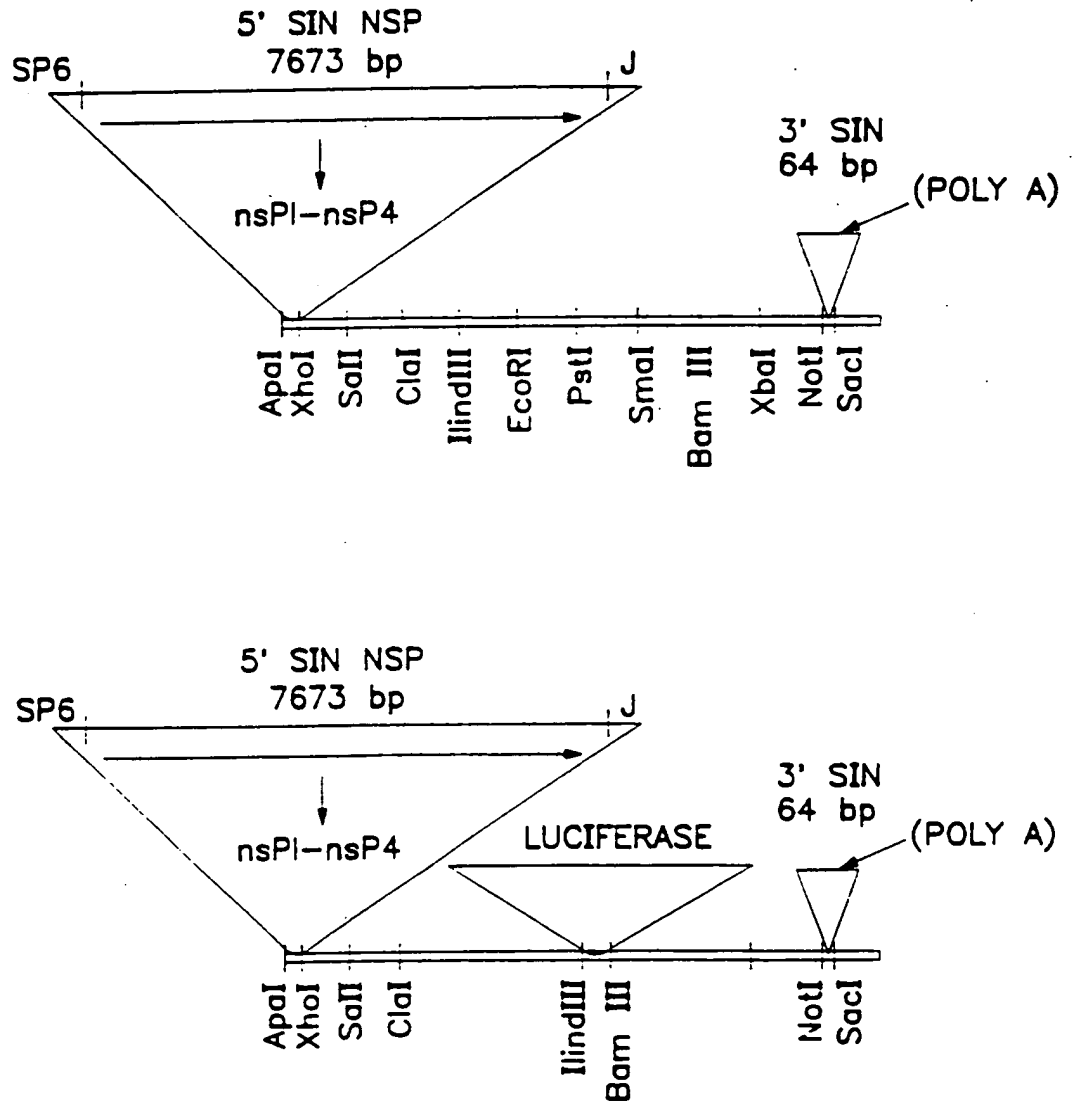 5' SIN NSP
7673 bp
SP6
J
nsPI-nsP4
3' SIN
64 bp
(POLY A)
ApaI
XhoI
SalI
ClaI
IlindIII
EcoRI
PstI
SmaI
Bam III
XbaI
NotI
SacI
5' SIN NSP
7673 bp
SP6
J
nsPI-nsP4
LUCIFERASE
3' SIN
64 bp
(POLY A)
ApaI
XhoI
SalI
ClaI
IlindIII
Bam III
NotI
SacI